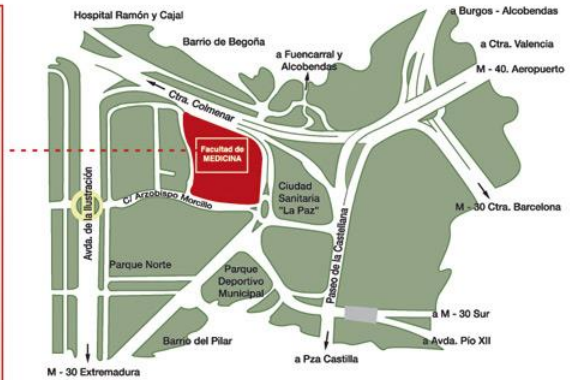 Hospital Ramón y Cajal
a Burgos - Alcobendas
Barrio de Begoña
a Ctra. Valencia
a Fuencarral y
Alcobendas
M - 40. Aeropuerto
Ctra. Colmenar
Facultad de
MEDICINA
Ciudad
Sanitaria
"La Paz"
C/ Arzobispo Morcillo
Avda. de la Ilustración
M - 30 Ctra. Barcelona
Paseo de la Castellana
Parque Norte
Parque
Deportivo
Municipal
a M - 30 Sur
Barrio del Pilar
a Avda. Pío XII
a Pza Castilla
M - 30 Extremadura